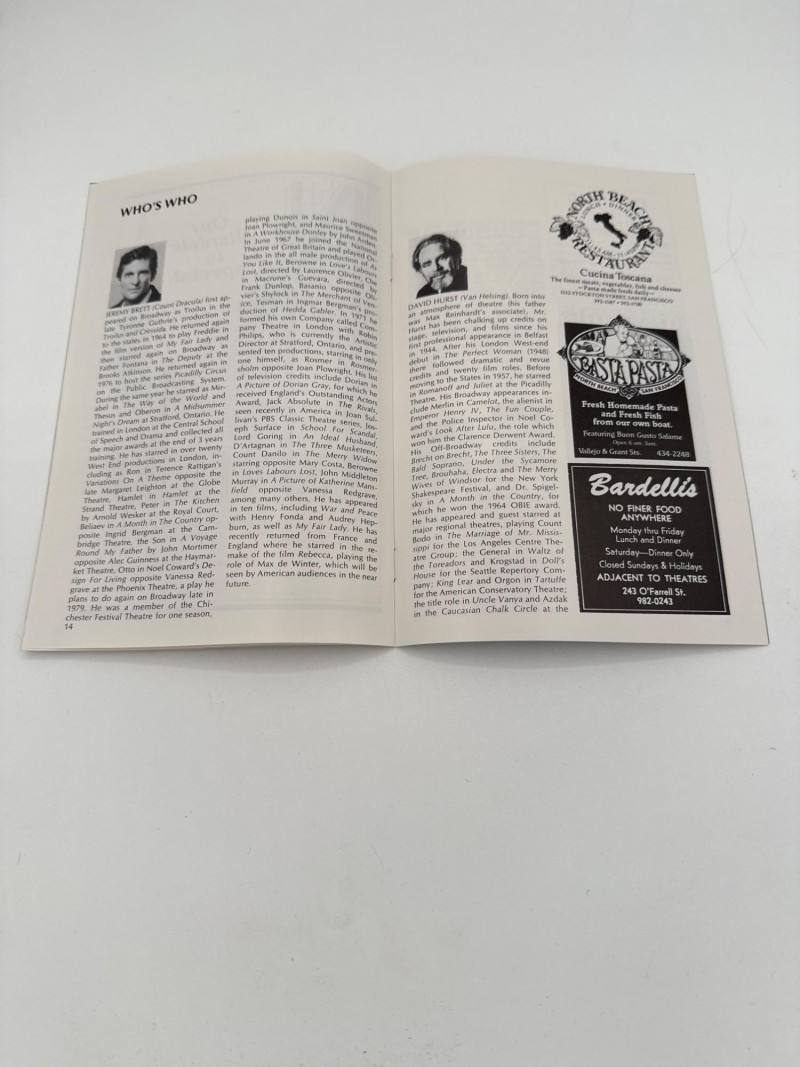 WHO'S WHO
JEREMY BRETT (Count Dracula) first ap-
peared on Broadway as Troilus in the
late Tyronne Guthrie's production of
Troilus and Cressida. He returned again
to the states in 1964 to play Freddie in
the film version of My Fair Lady and
then starred again on Broadway as
Father Fontana in The Deputy at the
Brooks Atkinson. He returned again in
1976 to host the series Picadilly Circus
on the Public Broadcasting System.
During the same year he starred as Mir-
abel in The Way of the World and
Theseus and Oberon in A Midsummer
Night's Dream at Stratford, Ontario. He
trained in London at the Central School
of Speech and Drama and collected all
the major awards at the end of 3 years
training. He has starred in over twenty
West End productions in London, in-
cluding as Ron in Terence Rattigan's
Variations On A Theme opposite the
late Margaret Leighton at the Globe
Theatre, Hamlet in Hamlet at the
Strand Theatre, Peter in The Kitchen
by Arnold Wesker at the Royal Court,
Beliaev in A Month in The Country op-
posite Ingrid Bergman at the Cam-
bridge Theatre, the Son in A Voyage
Round My Father by John Mortimer
opposite Alec Guinness at the Haymar-
ket Theatre, Otto in Noel Coward's De-
sign For Living opposite Vanessa Red-
grave at the Phoenix Theatre, a play he
plans to do again on Broadway late in
1979. He was a member of the Chi-
chester Festival Theatre for one season,
14
playing Dunois in Saint Joan opposite
Joan Plowright, and Maurice Sweetman
in A Workhouse Donley by John Arden.
In June 1967 he joined the National
Theatre of Great Britain and played Or-
lando in the all male production of As
You Like It, Berowne in Love's Labours
Lost, directed by Laurence Olivier, Che
in Macrune's Guevara, directed by
Frank Dunlop, Basanio opposite Oli-
vier's Shylock in The Merchant of Ven-
ice, Tesman in Ingmar Bergman's pro-
duction of Hedda Gabler. In 1971 he
formed his own Company called Com-
pany Theatre in London with Robin
Philips, who is currently the Artistic
Director at Stratford, Ontario, and pre-
sented ten productions, starring in only
one himself, as Rosmer in Rosmer-
sholm opposite Joan Plowright. His list
of television credits include Dorian in
A Picture of Dorian Gray, for which he
received England's Outstanding Actors
Award, Jack Absolute in The Rivals,
seen recently in America in Joan Sul-
livan's PBS Classic Theatre series, Jos-
eph Surface in School For Scandal,
Lord Goring in An Ideal Husband,
D'Artagnan in The Three Musketeers,
Count Danilo in The Merry Widow
starring opposite Mary Costa, Berowne
in Loves Labours Lost, John Middleton
Murray in A Picture of Katherine Mans-
field opposite Vanessa Redgrave,
among many others. He has appeared
in ten films, including War and Peace
with Henry Fonda and Audrey Hep-
burn, as well as My Fair Lady. He has
recently returned from France and
England where he starred in the re-
make of the film Rebecca, playing the
role of Max de Winter, which will be
seen by American audiences in the near
future.
DAVID HURST (Van Helsing). Born into
an atmosphere of theatre (his father
was Max Reinhardt's associate), Mr.
Hurst has been chalking up credits on
stage, television, and films since his
first professional appearance in Belfast
in 1944. After his London West-end
debut in The Perfect Woman (1948)
there followed dramatic and revue
credits and twenty film roles. Before
moving to the States in 1957, he starred
in Romanoff and Juliet at the Picadilly
Theatre. His Broadway appearances in-
clude Merlin in Camelot, the alienist in
Emperor Henry IV, The Fun Couple,
and the Police Inspector in Noel Co-
ward's Look After Lulu, the role which
won him the Clarence Derwent Award.
His Off-Broadway credits include
Brecht on Brecht, The Three Sisters, The
Bald Soprano, Under the Sycamore
Tree, Brouhaha, Electra and The Merry
Wives of Windsor for the New York
Shakespeare Festival, and Dr. Spigel-
sky in A Month in the Country, for
which he won the 1964 OBIE award.
He has appeared and guest starred at
major regional theatres, playing Count
Bodo in The Marriage of Mr. Missis-
sippi for the Los Angeles Centre The-
atre Group; the General in Waltz of
the Toreadors and Krogstad in Doll's
House for the Seattle Repertory Com-
pany; King Lear and Orgon in Tartuffe
for the American Conservatory Theatre;
the title role in Uncle Vanya and Azdak
in the Caucasian Chalk Circle at the
NORTH BEACH
LUNCH • DINNER
RESTAURANT
Cucina Toscana
The finest meats, vegetables, fish and cheeses
—Pasta made fresh daily—
1512 STOCKTON STREET, SAN FRANCISCO
392-1587 • 392-1700
BASTA PASTA
NORTH BEACH SAN FRANCISCO
Fresh Homemade Pasta
and Fresh Fish
from our own boat.
Featuring Buon Gusto Salame
Open 6 am - 2am.
Vallejo & Grant Sts. 434-2248
Bardelli's
NO FINER FOOD
ANYWHERE
Monday thru Friday
Lunch and Dinner
Saturday—Dinner Only
Closed Sundays & Holidays
ADJACENT TO THEATRES
243 O'Farrell St.
982-0243